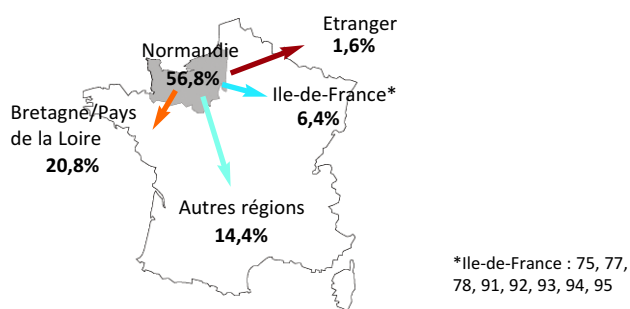 Etranger
1,6%
Normandie
56,8%
Ile-de-France*
6,4%
Bretagne/Pays
de la Loire
20,8%
Autres régions
14,4%
*Ile-de-France : 75, 77,
78, 91, 92, 93, 94, 95